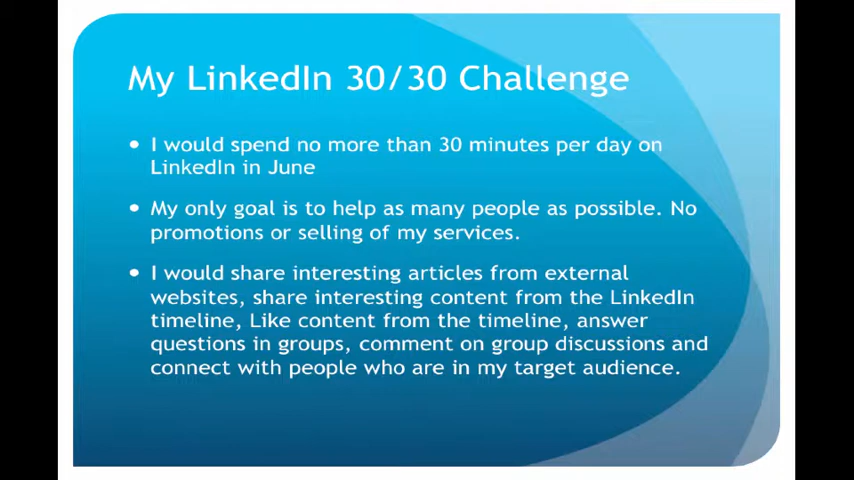 My LinkedIn 30/30 Challenge
• I would spend no more than 30 minutes per day on
LinkedIn in June
• My only goal is to help as many people as possible. No
promotions or selling of my services.
• I would share interesting articles from external
websites, share interesting content from the LinkedIn
timeline, Like content from the timeline, answer
questions in groups, comment on group discussions and
connect with people who are in my target audience.